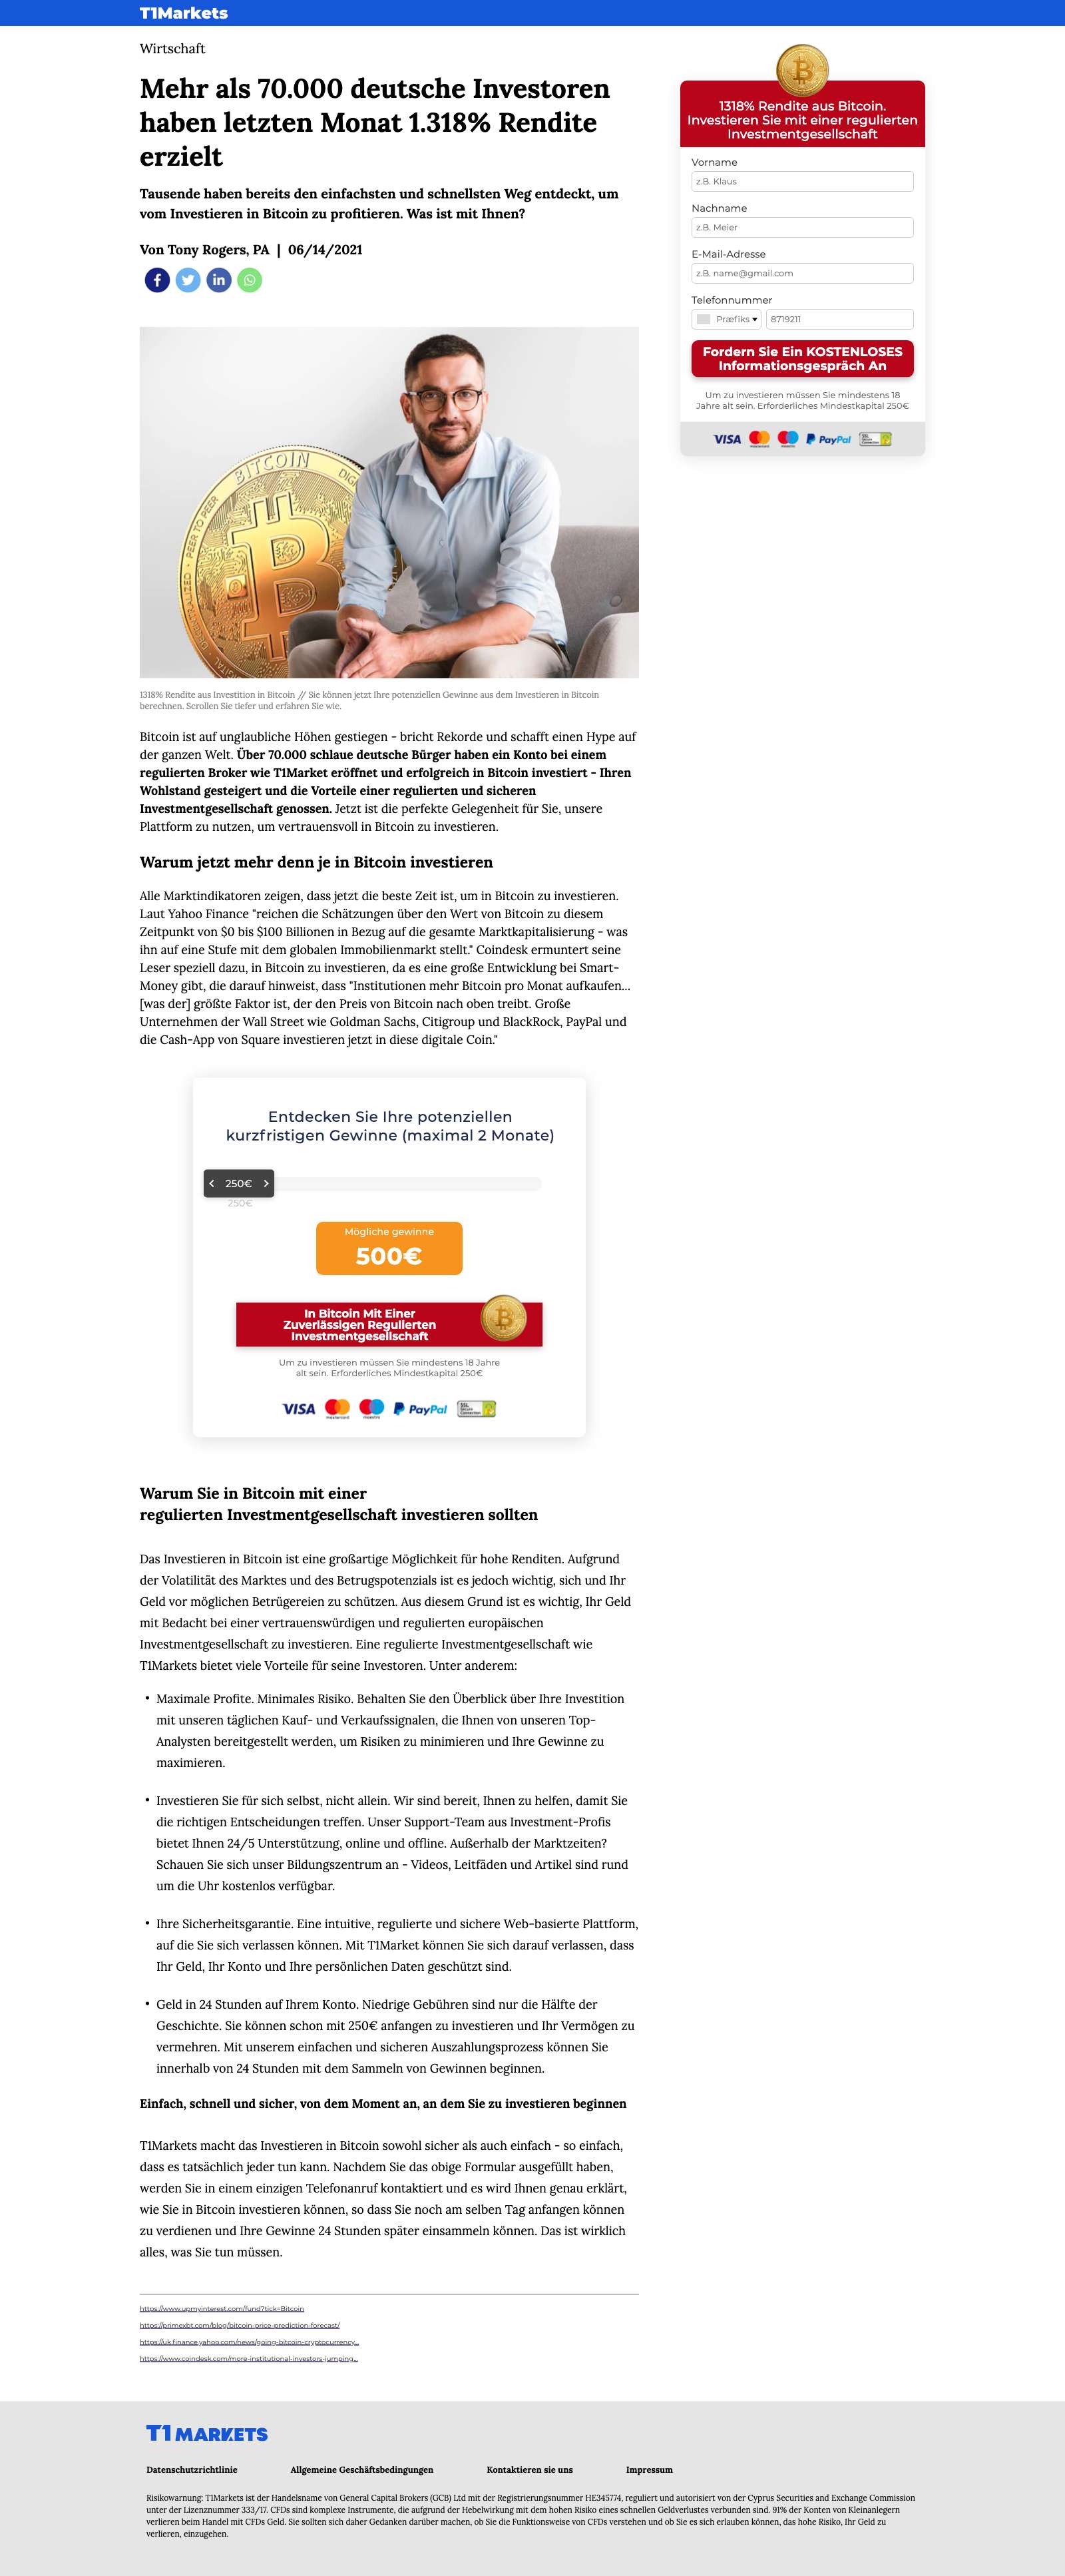 T1Markets
Wirtschaft
Mehr als 70.000 deutsche Investoren
haben letzten Monat 1.318% Rendite
erzielt
Tausende haben bereits den einfachsten und schnellsten Weg entdeckt, um
vom Investieren in Bitcoin zu profitieren. Was ist mit Ihnen?
Von Tony Rogers, PA | 06/14/2021
BITCOIN
DIGI
PEER TO PEER
DECENTRALIZED
DIGITAL
1318% Rendite aus Investition in Bitcoin // Sie können jetzt Ihre potenziellen Gewinne aus dem Investieren in Bitcoin
berechnen. Scrollen Sie tiefer und erfahren Sie wie.
Bitcoin ist auf unglaubliche Höhen gestiegen - bricht Rekorde und schafft einen Hype auf
der ganzen Welt. Über 70.000 schlaue deutsche Bürger haben ein Konto bei einem
regulierten Broker wie T1Market eröffnet und erfolgreich in Bitcoin investiert - Ihren
Wohlstand gesteigert und die Vorteile einer regulierten und sicheren
Investmentgesellschaft genossen. Jetzt ist die perfekte Gelegenheit für Sie, unsere
Plattform zu nutzen, um vertrauensvoll in Bitcoin zu investieren.
Warum jetzt mehr denn je in Bitcoin investieren
Alle Marktindikatoren zeigen, dass jetzt die beste Zeit ist, um in Bitcoin zu investieren.
Laut Yahoo Finance "reichen die Schätzungen über den Wert von Bitcoin zu diesem
Zeitpunkt von $0 bis $100 Billionen in Bezug auf die gesamte Marktkapitalisierung - was
ihn auf eine Stufe mit dem globalen Immobilienmarkt stellt." Coindesk ermuntert seine
Leser speziell dazu, in Bitcoin zu investieren, da es eine große Entwicklung bei Smart-
Money gibt, die darauf hinweist, dass "Institutionen mehr Bitcoin pro Monat aufkaufen...
[was der] größte Faktor ist, der den Preis von Bitcoin nach oben treibt. Große
Unternehmen der Wall Street wie Goldman Sachs, Citigroup und BlackRock, PayPal und
die Cash-App von Square investieren jetzt in diese digitale Coin."
Entdecken Sie Ihre potenziellen
kurzfristigen Gewinne (maximal 2 Monate)
250€
250€
Mögliche gewinne
500€
In Bitcoin Mit Einer
Zuverlässigen Regulierten
Investmentgesellschaft
Um zu investieren müssen Sie mindestens 18 Jahre
alt sein. Erforderliches Mindestkapital 250€
VISA mastercard maestro PayPal SSL Secure Connection
Warum Sie in Bitcoin mit einer
regulierten Investmentgesellschaft investieren sollten
Das Investieren in Bitcoin ist eine großartige Möglichkeit für hohe Renditen. Aufgrund
der Volatilität des Marktes und des Betrugspotenzials ist es jedoch wichtig, sich und Ihr
Geld vor möglichen Betrügereien zu schützen. Aus diesem Grund ist es wichtig, Ihr Geld
mit Bedacht bei einer vertrauenswürdigen und regulierten europäischen
Investmentgesellschaft zu investieren. Eine regulierte Investmentgesellschaft wie
T1Markets bietet viele Vorteile für seine Investoren. Unter anderem:
• Maximale Profite. Minimales Risiko. Behalten Sie den Überblick über Ihre Investition
mit unseren täglichen Kauf- und Verkaufssignalen, die Ihnen von unseren Top-
Analysten bereitgestellt werden, um Risiken zu minimieren und Ihre Gewinne zu
maximieren.
• Investieren Sie für sich selbst, nicht allein. Wir sind bereit, Ihnen zu helfen, damit Sie
die richtigen Entscheidungen treffen. Unser Support-Team aus Investment-Profis
bietet Ihnen 24/5 Unterstützung, online und offline. Außerhalb der Marktzeiten?
Schauen Sie sich unser Bildungszentrum an - Videos, Leitfäden und Artikel sind rund
um die Uhr kostenlos verfügbar.
• Ihre Sicherheitsgarantie. Eine intuitive, regulierte und sichere Web-basierte Plattform,
auf die Sie sich verlassen können. Mit T1Market können Sie sich darauf verlassen, dass
Ihr Geld, Ihr Konto und Ihre persönlichen Daten geschützt sind.
• Geld in 24 Stunden auf Ihrem Konto. Niedrige Gebühren sind nur die Hälfte der
Geschichte. Sie können schon mit 250€ anfangen zu investieren und Ihr Vermögen zu
vermehren. Mit unserem einfachen und sicheren Auszahlungsprozess können Sie
innerhalb von 24 Stunden mit dem Sammeln von Gewinnen beginnen.
Einfach, schnell und sicher, von dem Moment an, an dem Sie zu investieren beginnen
T1Markets macht das Investieren in Bitcoin sowohl sicher als auch einfach - so einfach,
dass es tatsächlich jeder tun kann. Nachdem Sie das obige Formular ausgefüllt haben,
werden Sie in einem einzigen Telefonanruf kontaktiert und es wird Ihnen genau erklärt,
wie Sie in Bitcoin investieren können, so dass Sie noch am selben Tag anfangen können
zu verdienen und Ihre Gewinne 24 Stunden später einsammeln können. Das ist wirklich
alles, was Sie tun müssen.
https://www.upmyinterest.com/fund?tick=Bitcoin
https://primexbt.com/blog/bitcoin-price-prediction-forecast/
https://uk.finance.yahoo.com/news/going-bitcoin-cryptocurrency...
https://www.coindesk.com/more-institutional-investors-jumping...
1318% Rendite aus Bitcoin.
Investieren Sie mit einer regulierten
Investmentgesellschaft
Vorname
z.B. Klaus
Nachname
z.B. Meier
E-Mail-Adresse
z.B. name@gmail.com
Telefonnummer
Præfiks 8719211
Fordern Sie Ein KOSTENLOSES
Informationsgespräch An
Um zu investieren müssen Sie mindestens 18
Jahre alt sein. Erforderliches Mindestkapital 250€
VISA mastercard maestro PayPal SSL Secure Connection
T1 MARKETS
Datenschutzrichtlinie Allgemeine Geschäftsbedingungen Kontaktieren sie uns Impressum
Risikowarnung: T1Markets ist der Handelsname von General Capital Brokers (GCB) Ltd mit der Registrierungsnummer HE345774, reguliert und autorisiert von der Cyprus Securities and Exchange Commission
unter der Lizenznummer 333/17. CFDs sind komplexe Instrumente, die aufgrund der Hebelwirkung mit dem hohen Risiko eines schnellen Geldverlustes verbunden sind. 91% der Konten von Kleinanlegern
verlieren beim Handel mit CFDs Geld. Sie sollten sich daher Gedanken darüber machen, ob Sie die Funktionsweise von CFDs verstehen und ob Sie es sich erlauben können, das hohe Risiko, Ihr Geld zu
verlieren, einzugehen.